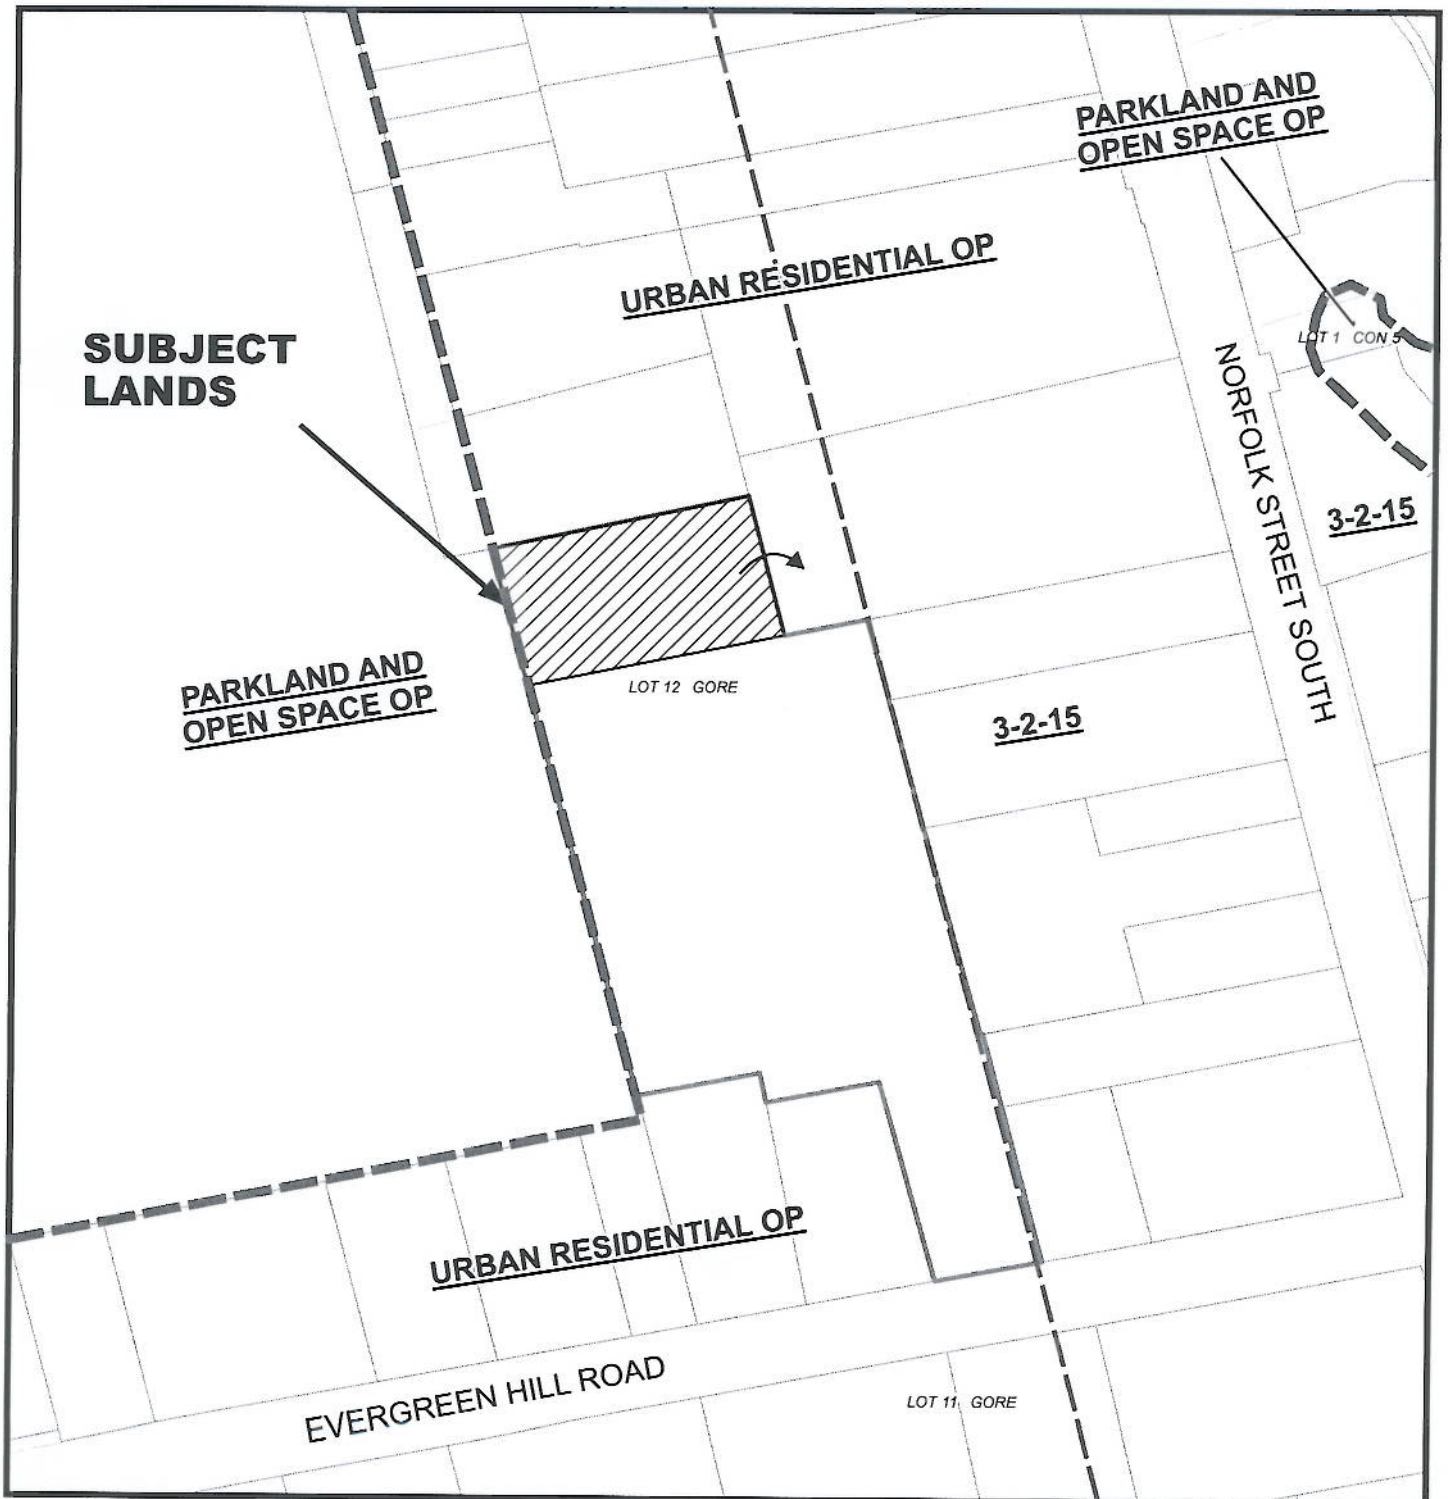 PARKLAND AND
OPEN SPACE OP
URBAN RESIDENTIAL OP
SUBJECT
LANDS
LOT 1 CON 5
NORFOLK STREET SOUTH
3-2-15
PARKLAND AND
OPEN SPACE OP
LOT 12 GORE
3-2-15
URBAN RESIDENTIAL OP
EVERGREEN HILL ROAD
LOT 11 GORE